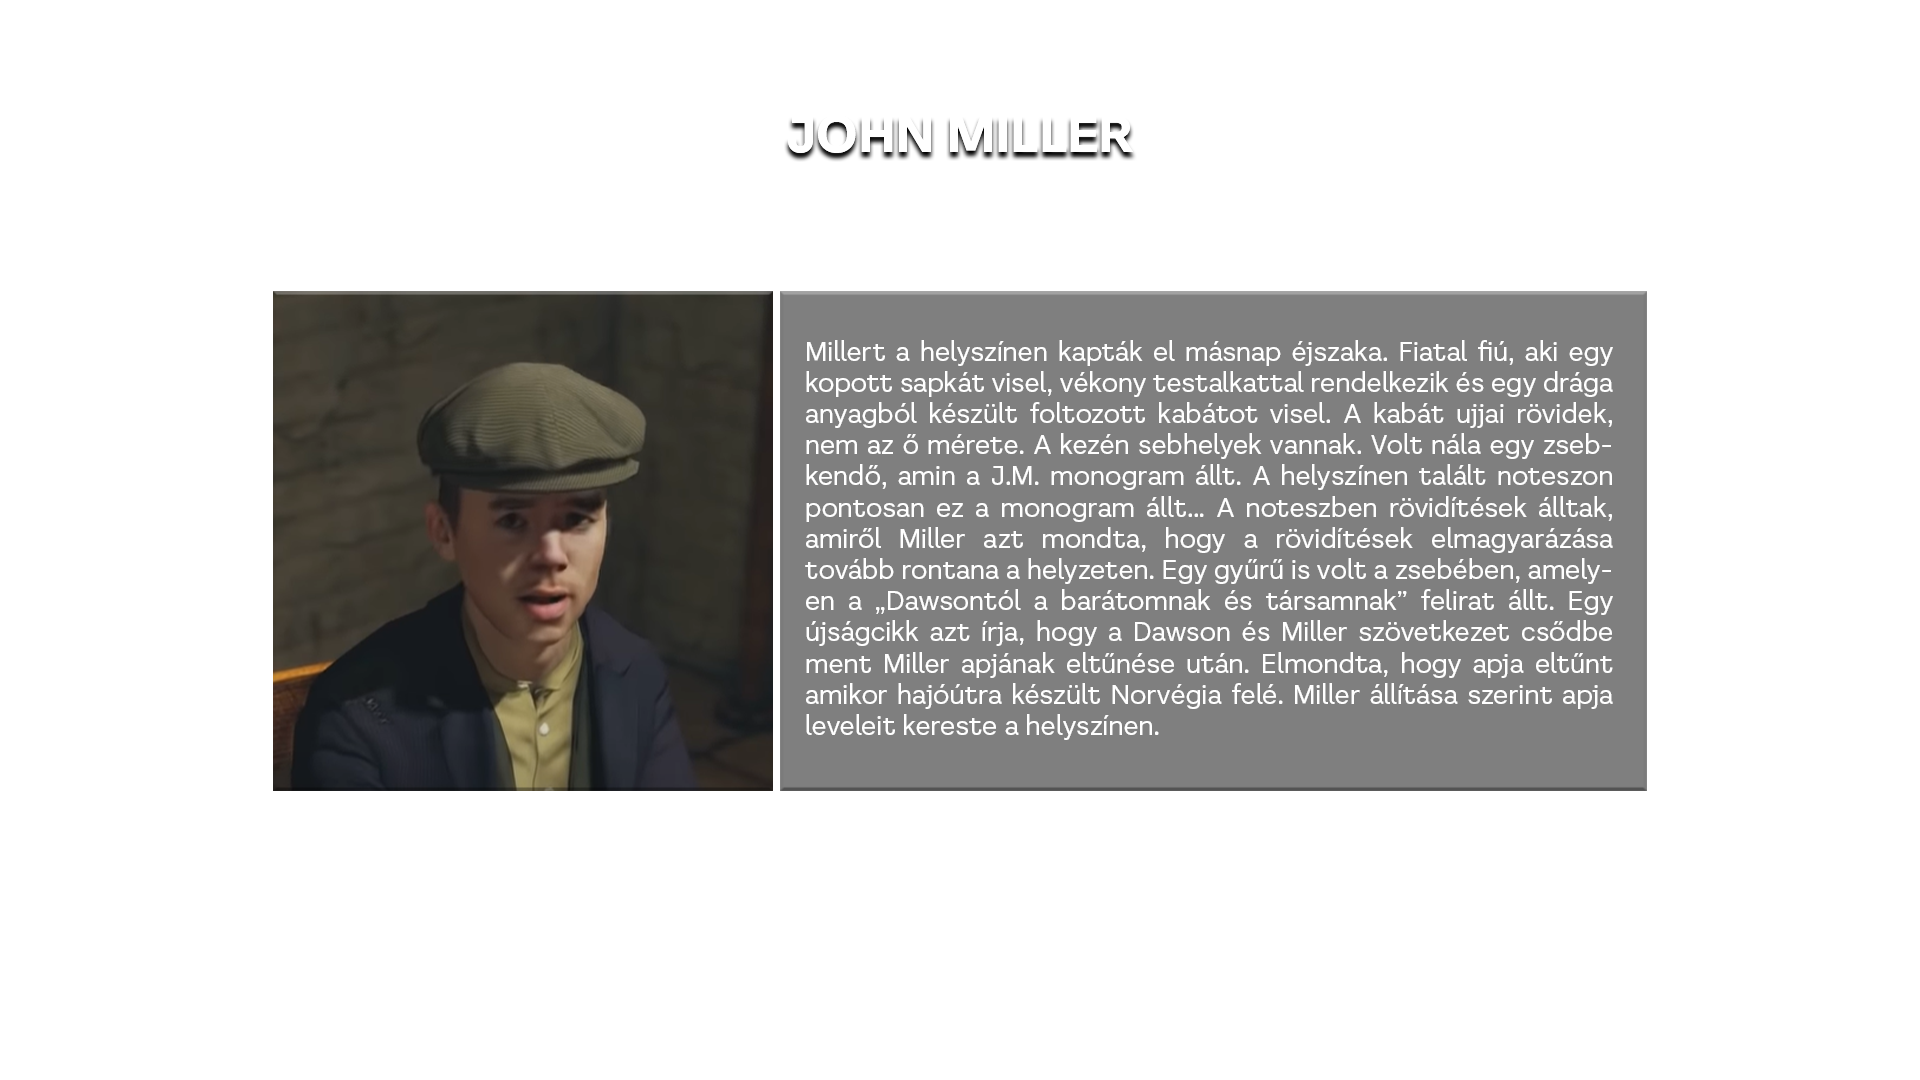 JOHN MILLER
Millert a helyszínen kapták el másnap éjszaka. Fiatal fiú, aki egy
kopott sapkát visel, vékony testalkattal rendelkezik és egy drága
anyagból készült foltozott kabátot visel. A kabát ujjai rövidek,
nem az ő mérete. A kezén sebhelyek vannak. Volt nála egy zseb-
kendő, amin a J.M. monogram állt. A helyszínen talált noteszon
pontosan ez a monogram állt... A noteszben rövidítések álltak,
amiről Miller azt mondta, hogy a rövidítések elmagyarázása
tovább rontana a helyzeten. Egy gyűrű is volt a zsebében, amely-
en a „Dawsontól a barátomnak és társamnak” felirat állt. Egy
újságcikk azt írja, hogy a Dawson és Miller szövetkezet csődbe
ment Miller apjának eltűnése után. Elmondta, hogy apja eltűnt
amikor hajóútra készült Norvégia felé. Miller állítása szerint apja
leveleit kereste a helyszínen.